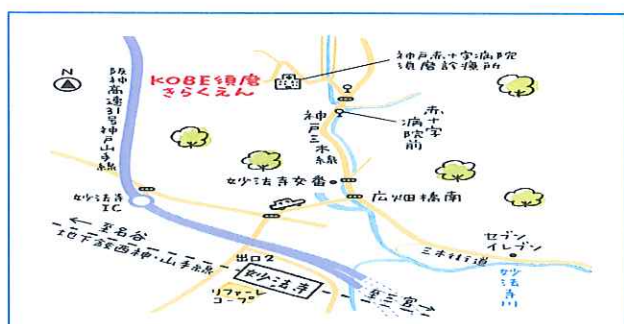 N
阪神高速31号神戸山手線
KOBE須磨
きらくえん
神戸赤十字病院
須磨診療所
赤十字
病院前
神戸三木線
妙法寺交番
広畑橋南
妙法寺
IC
←至名谷
地下鉄西神・山手線
出口2
妙法寺
リファーレ
コープ
至三宮→
三木街道
セブン
イレブン
妙法寺川